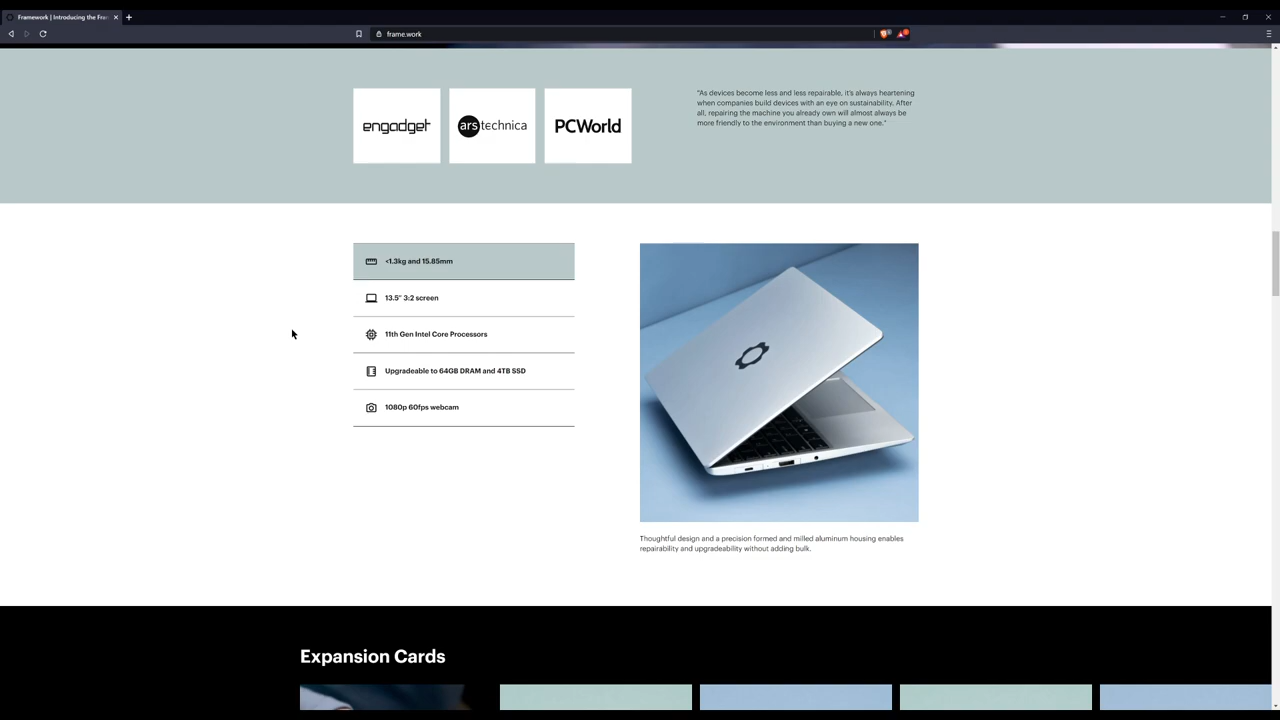 Framework | Introducing the Fra
frame.work
engadget
ars technica
PCWorld
"As devices become less and less repairable, it's always heartening
when companies build devices with an eye on sustainability. After
all, repairing the machine you already own will almost always be
more friendly to the environment than buying a new one."
<1.3kg and 15.85mm
13.5" 3:2 screen
11th Gen Intel Core Processors
Upgradeable to 64GB DRAM and 4TB SSD
1080p 60fps webcam
Thoughtful design and a precision formed and milled aluminum housing enables
repairability and upgradeability without adding bulk.
Expansion Cards